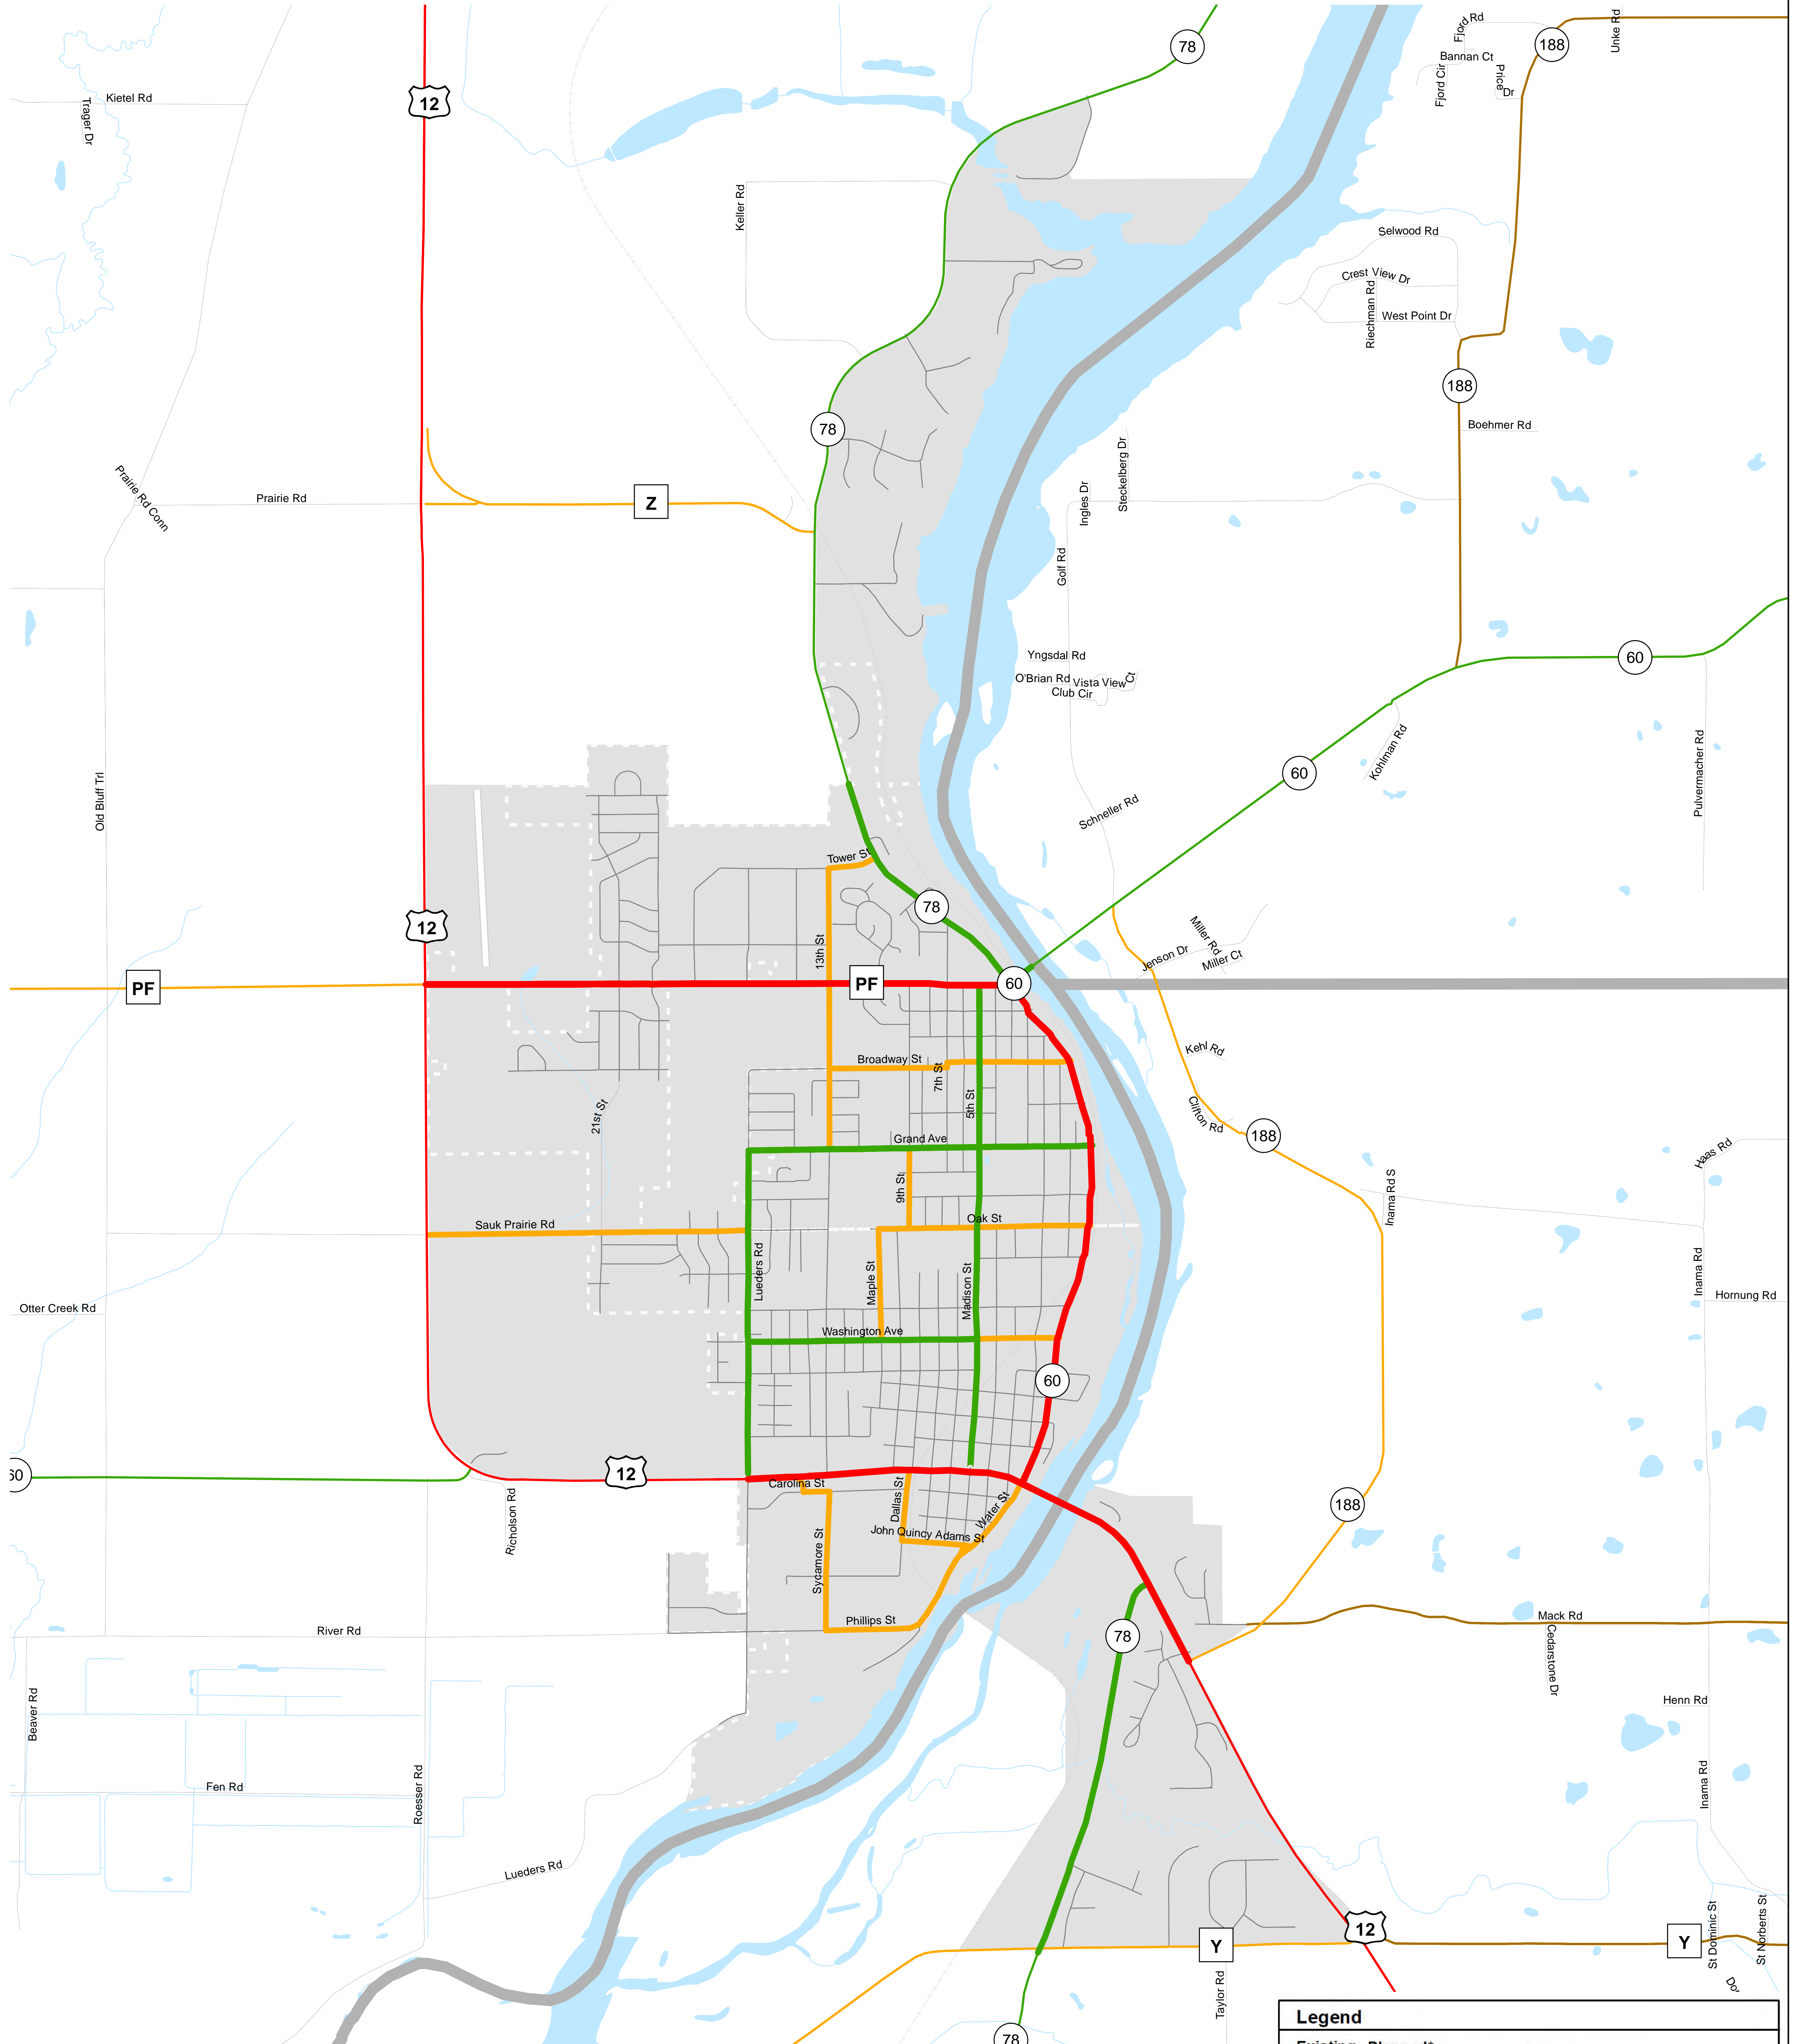 78
Fjord Rd
188
Unke Rd
Bannan Ct
Fjord Cir
Price Dr
12
Kietel Rd
Trager Dr
Keller Rd
Selwood Rd
Crest View Dr
Riechman Rd
West Point Dr
188
78
Boehmer Rd
Prairie Rd Conn
Prairie Rd
Z
Ingles Dr
Steckelberg Dr
Golf Rd
Yngsdal Rd
O'Brian Rd
Vista View Ct
Club Cir
60
Kohlman Rd
Pulvermacher Rd
60
Old Bluff Trl
Schneller Rd
Tower St
78
12
13th St
Miller Rd
Jenson Dr
Miller Ct
PF
PF
60
Kehl Rd
Broadway St
7th St
5th St
21st St
Clifton Rd
188
Grand Ave
Haas Rd
9th St
Inama Rd S
Oak St
Sauk Prairie Rd
Lueders Rd
Maple St
Madison St
Inama Rd
Otter Creek Rd
Hornung Rd
Washington Ave
60
60
12
Carolina St
Dallas St
Water St
188
Richolson Rd
John Quincy Adams St
Sycamore St
Phillips St
River Rd
78
Mack Rd
Cedarstone Dr
Beaver Rd
Henn Rd
Fen Rd
Roesser Rd
Inama Rd
Lueders Rd
12
Y
Y
St Dominic St
St Norberts St
Taylor Rd
78
Legend